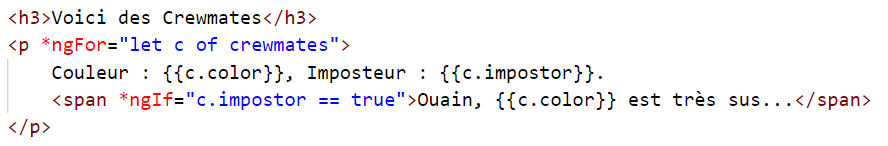 <h3>Voici des Crewmates</h3>
<p *ngFor="let c of crewmates">
    Couleur : {{c.color}}, Imposteur : {{c.impostor}}.
    <span *ngIf="c.impostor == true">Ouain, {{c.color}} est très sus...</span>
</p>